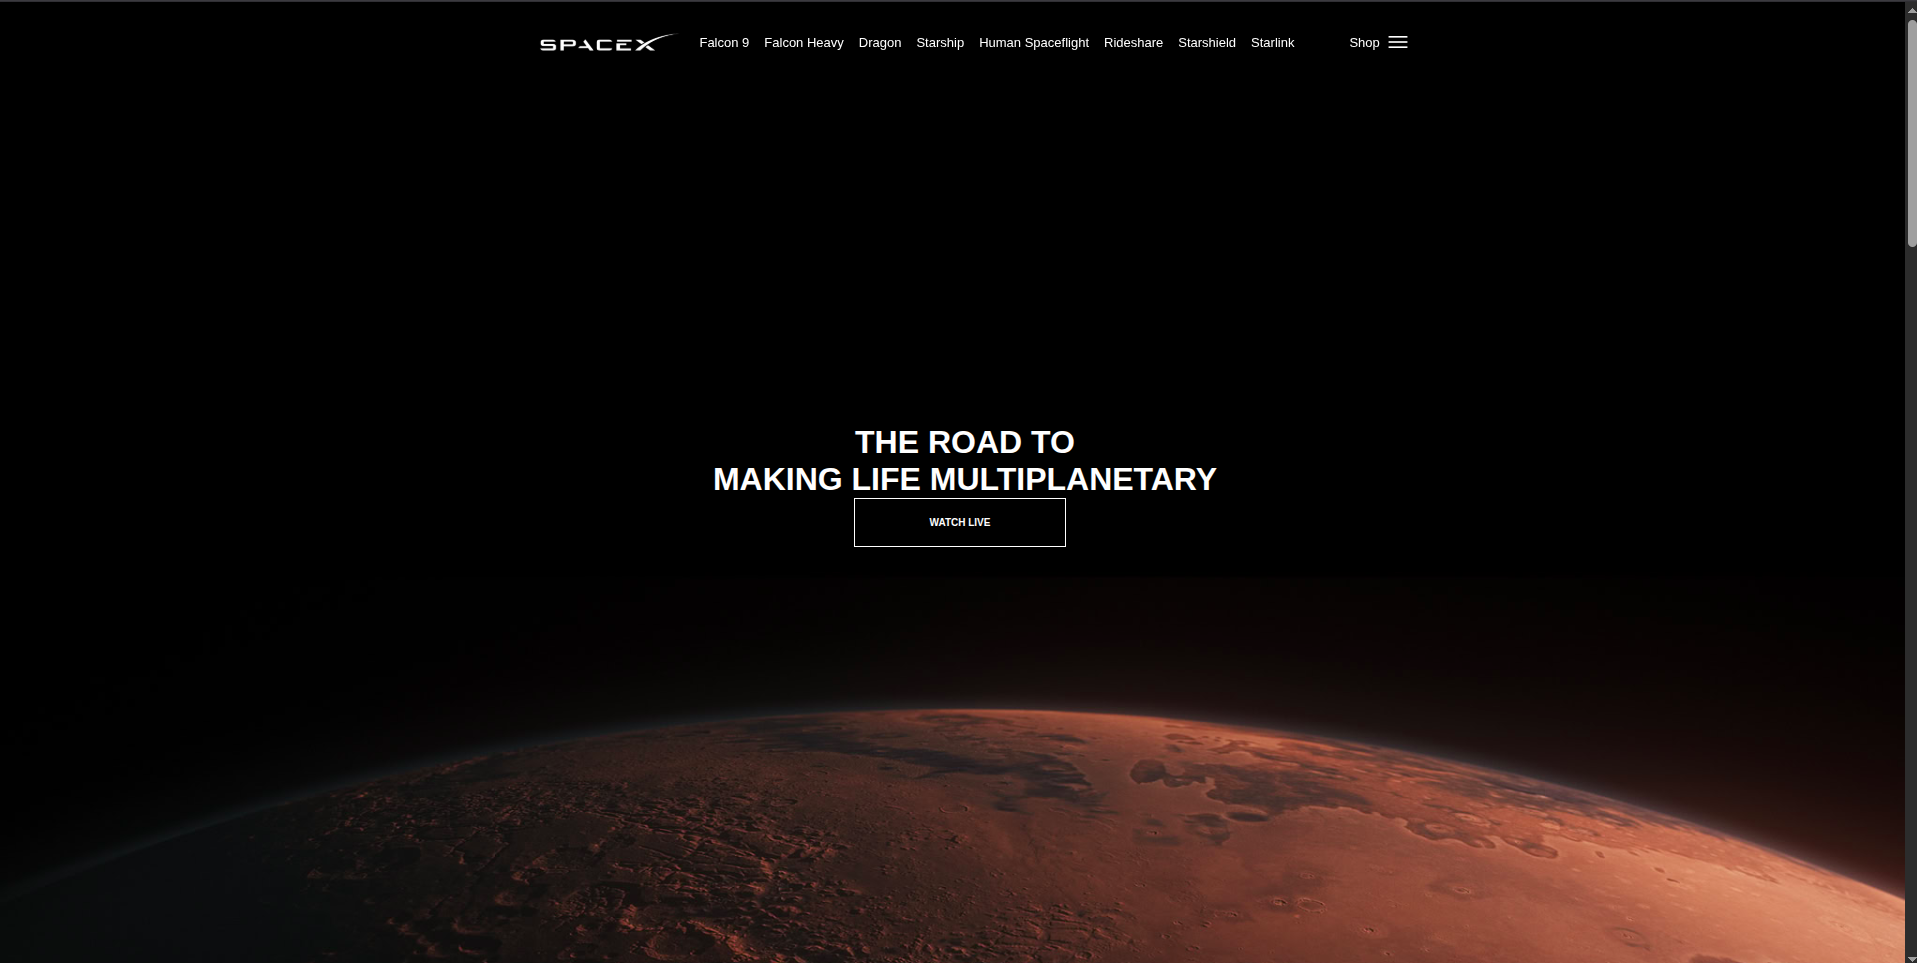 SPACEX Falcon 9 Falcon Heavy Dragon Starship Human Spaceflight Rideshare Starshield Starlink Shop
THE ROAD TO
MAKING LIFE MULTIPLANETARY
WATCH LIVE